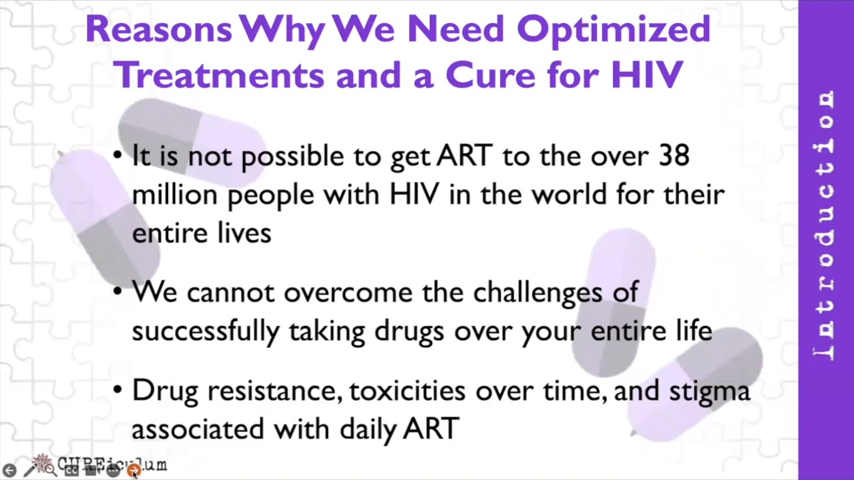 Reasons Why We Need Optimized
Treatments and a Cure for HIV
• It is not possible to get ART to the over 38
million people with HIV in the world for their
entire lives
• We cannot overcome the challenges of
successfully taking drugs over your entire life
• Drug resistance, toxicities over time, and stigma
associated with daily ART
CUREiculum
Introduction